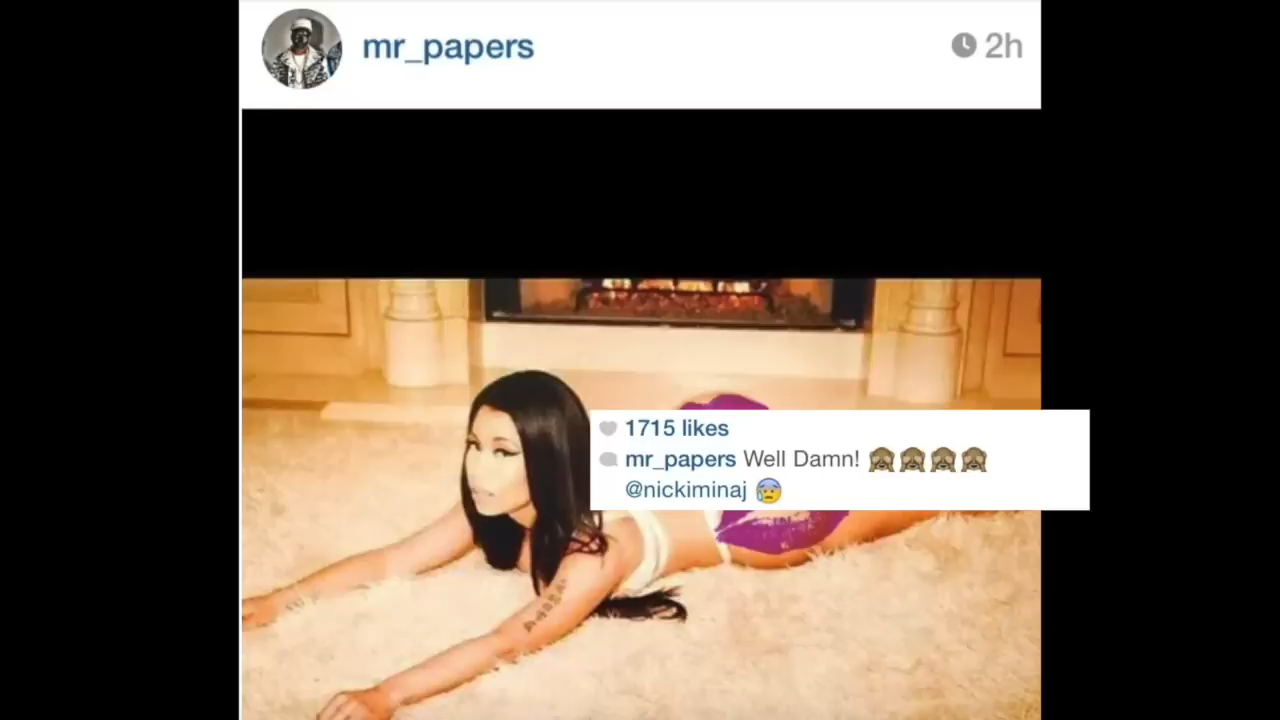 mr_papers
2h
1715 likes
mr_papers Well Damn! 🙈🙈🙈🙈
@nickiminaj 😰